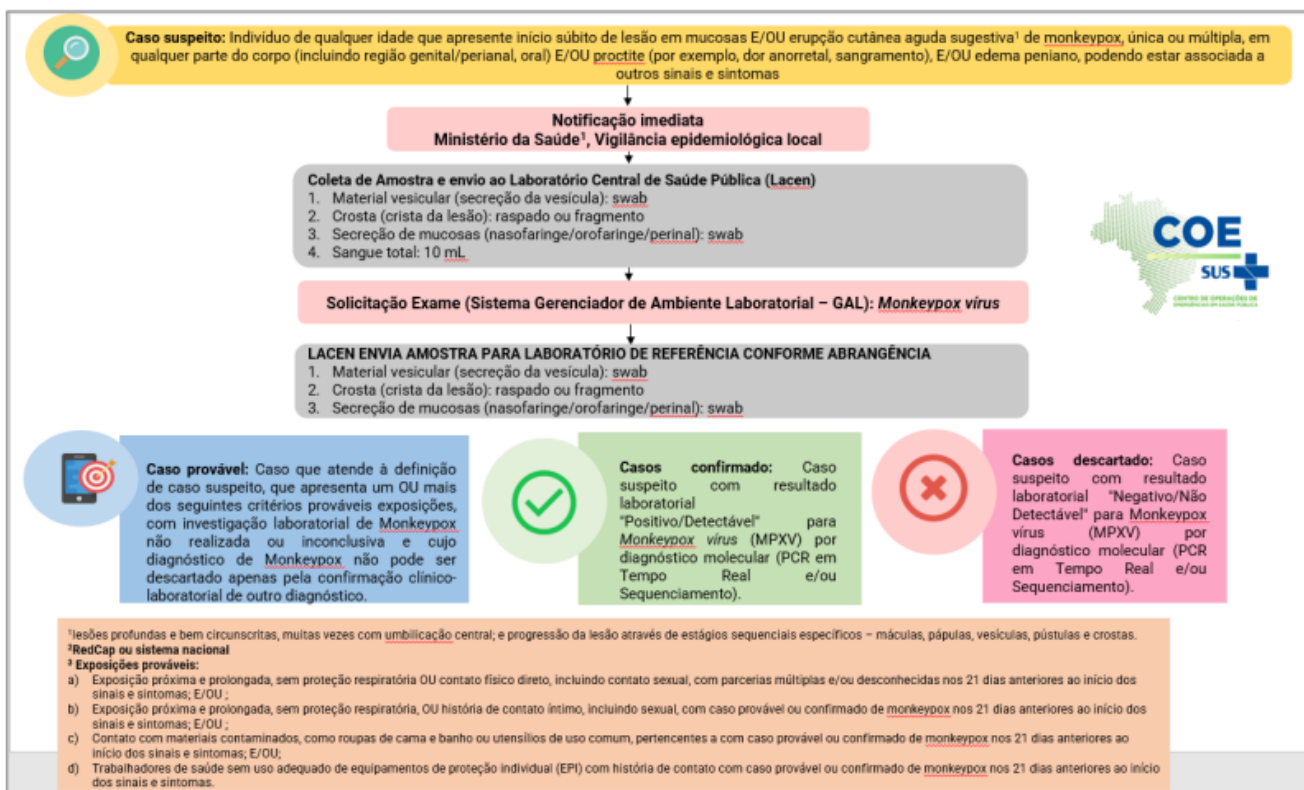 Caso suspeito: Individuo de qualquer idade que apresente início súbito de lesão em mucosas E/OU erupção cutânea aguda sugestiva¹ de monkeypox, única ou múltipla, em
qualquer parte do corpo (incluindo região genital/perianal, oral) E/OU proctite (por exemplo, dor anorretal, sangramento), E/OU edema peniano, podendo estar associada a
outros sinais e sintomas
Notificação imediata
Ministério da Saúde¹, Vigilância epidemiológica local
Coleta de Amostra e envio ao Laboratório Central de Saúde Pública (Lacen)
1. Material vesicular (secreção da vesícula): swab
2. Crosta (crista da lesão): raspado ou fragmento
3. Secreção de mucosas (nasofaringe/orofaringe/perinal): swab
4. Sangue total: 10 mL
COE
SUS
CENTRO DE OPERAÇÕES DE
EMERGÊNCIAS EM SAÚDE PÚBLICA
Solicitação Exame (Sistema Gerenciador de Ambiente Laboratorial – GAL): Monkeypox vírus
LACEN ENVIA AMOSTRA PARA LABORATÓRIO DE REFERÊNCIA CONFORME ABRANGÊNCIA
1. Material vesicular (secreção da vesícula): swab
2. Crosta (crista da lesão): raspado ou fragmento
3. Secreção de mucosas (nasofaringe/orofaringe/perinal): swab
Caso provável: Caso que atende à definição
de caso suspeito, que apresenta um OU mais
dos seguintes critérios prováveis exposições,
com investigação laboratorial de Monkeypox
não realizada ou inconclusiva e cujo
diagnóstico de Monkeypox não pode ser
descartado apenas pela confirmação clínico-
laboratorial de outro diagnóstico.
Casos confirmado: Caso
suspeito com resultado
laboratorial
"Positivo/Detectável" para
Monkeypox vírus (MPXV) por
diagnóstico molecular (PCR em
Tempo Real e/ou
Sequenciamento).
Casos descartado: Caso
suspeito com resultado
laboratorial "Negativo/Não
Detectável" para Monkeypox
vírus (MPXV) por
diagnóstico molecular (PCR
em Tempo Real e/ou
Sequenciamento).
¹lesões profundas e bem circunscritas, muitas vezes com umbilicação central; e progressão da lesão através de estágios sequenciais específicos – máculas, pápulas, vesículas, pústulas e crostas.
²RedCap ou sistema nacional
³ Exposições prováveis:
a) Exposição próxima e prolongada, sem proteção respiratória OU contato físico direto, incluindo contato sexual, com parcerias múltiplas e/ou desconhecidas nos 21 dias anteriores ao início dos
sinais e sintomas; E/OU ;
b) Exposição próxima e prolongada, sem proteção respiratória, OU história de contato íntimo, incluindo sexual, com caso provável ou confirmado de monkeypox nos 21 dias anteriores ao início dos
sinais e sintomas; E/OU ;
c) Contato com materiais contaminados, como roupas de cama e banho ou utensílios de uso comum, pertencentes a com caso provável ou confirmado de monkeypox nos 21 dias anteriores ao
início dos sinais e sintomas; E/OU;
d) Trabalhadores de saúde sem uso adequado de equipamentos de proteção individual (EPI) com história de contato com caso provável ou confirmado de monkeypox nos 21 dias anteriores ao início
dos sinais e sintomas.